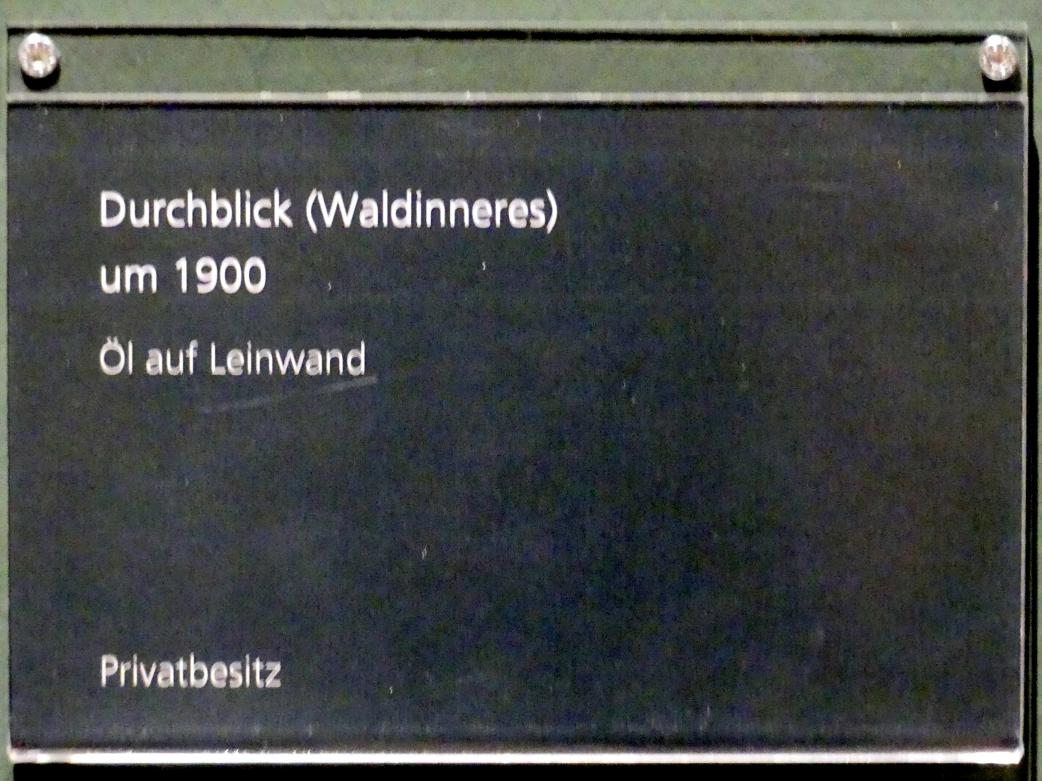 Durchblick (Waldinneres)
um 1900
Öl auf Leinwand
Privatbesitz